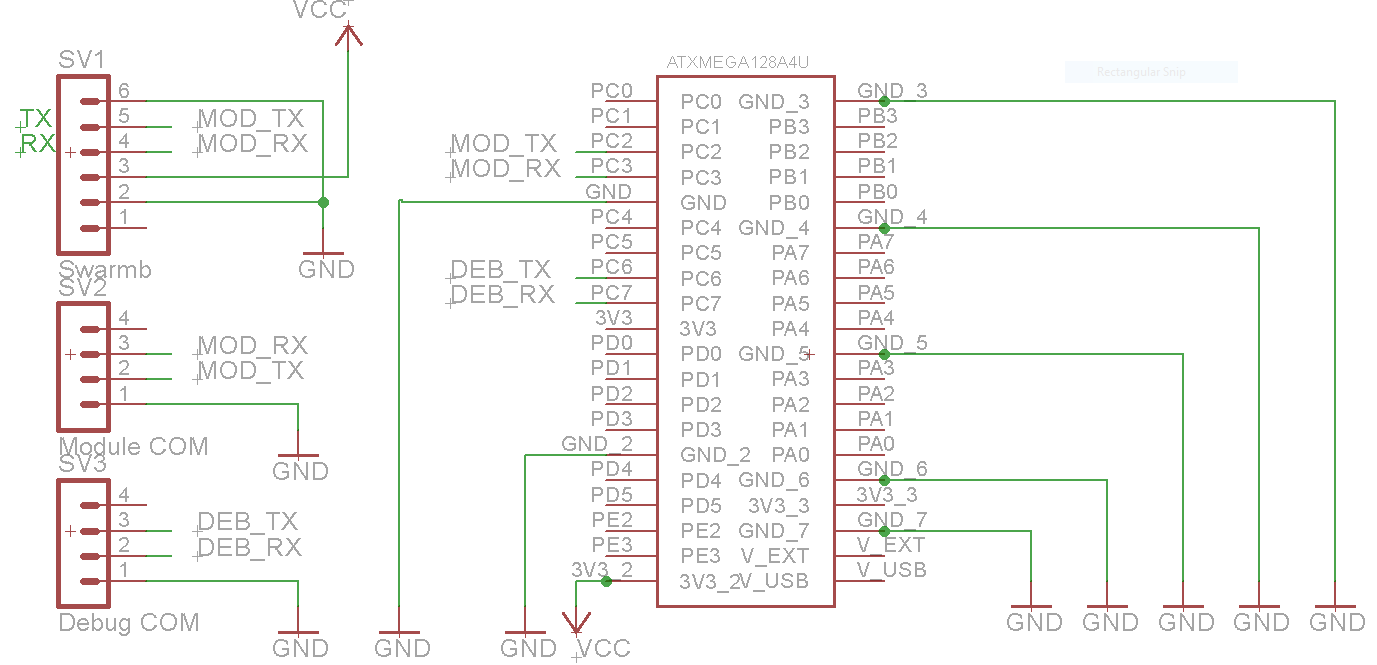 VCC
SV1
6
5
4
3
2
1
TX
RX
MOD_TX
MOD_RX
GND
Swarmb
SV2
4
3
2
1
MOD_RX
MOD_TX
GND
Module COM
SV3
4
3
2
1
DEB_TX
DEB_RX
GND
Debug COM
MOD_TX
MOD_RX
DEB_TX
DEB_RX
GND
GND
VCC
ATXMEGA128A4U
PC0
PC1
PC2
PC3
GND
PC4
PC5
PC6
PC7
3V3
PD0
PD1
PD2
PD3
GND_2
PD4
PD5
PE2
PE3
3V3_2
PC0 GND_3
PC1 PB3
PC2 PB2
PC3 PB1
GND PB0
PC4 GND_4
PC5 PA7
PC6 PA6
PC7 PA5
3V3 PA4
PD0 GND_5
PD1 PA3
PD2 PA2
PD3 PA1
GND_2 PA0
PD4 GND_6
PD5 3V3_3
PE2 GND_7
PE3 V_EXT
3V3_2 V_USB
GND_3
PB3
PB2
PB1
PB0
GND_4
PA7
PA6
PA5
PA4
GND_5
PA3
PA2
PA1
PA0
GND_6
3V3_3
GND_7
V_EXT
V_USB
Rectangular Snip
GND GND GND GND GND